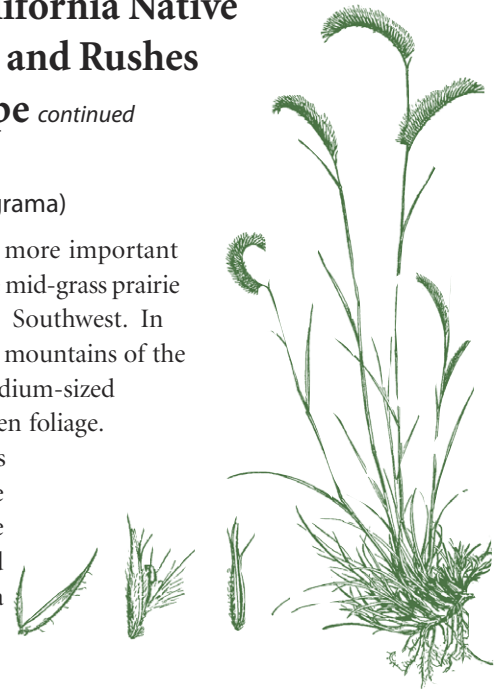 ifornia Native
and Rushes
pe continued
grama)
more important
mid-grass prairie
Southwest. In
mountains of the
dium-sized
en foliage.
s
e
e
l
a